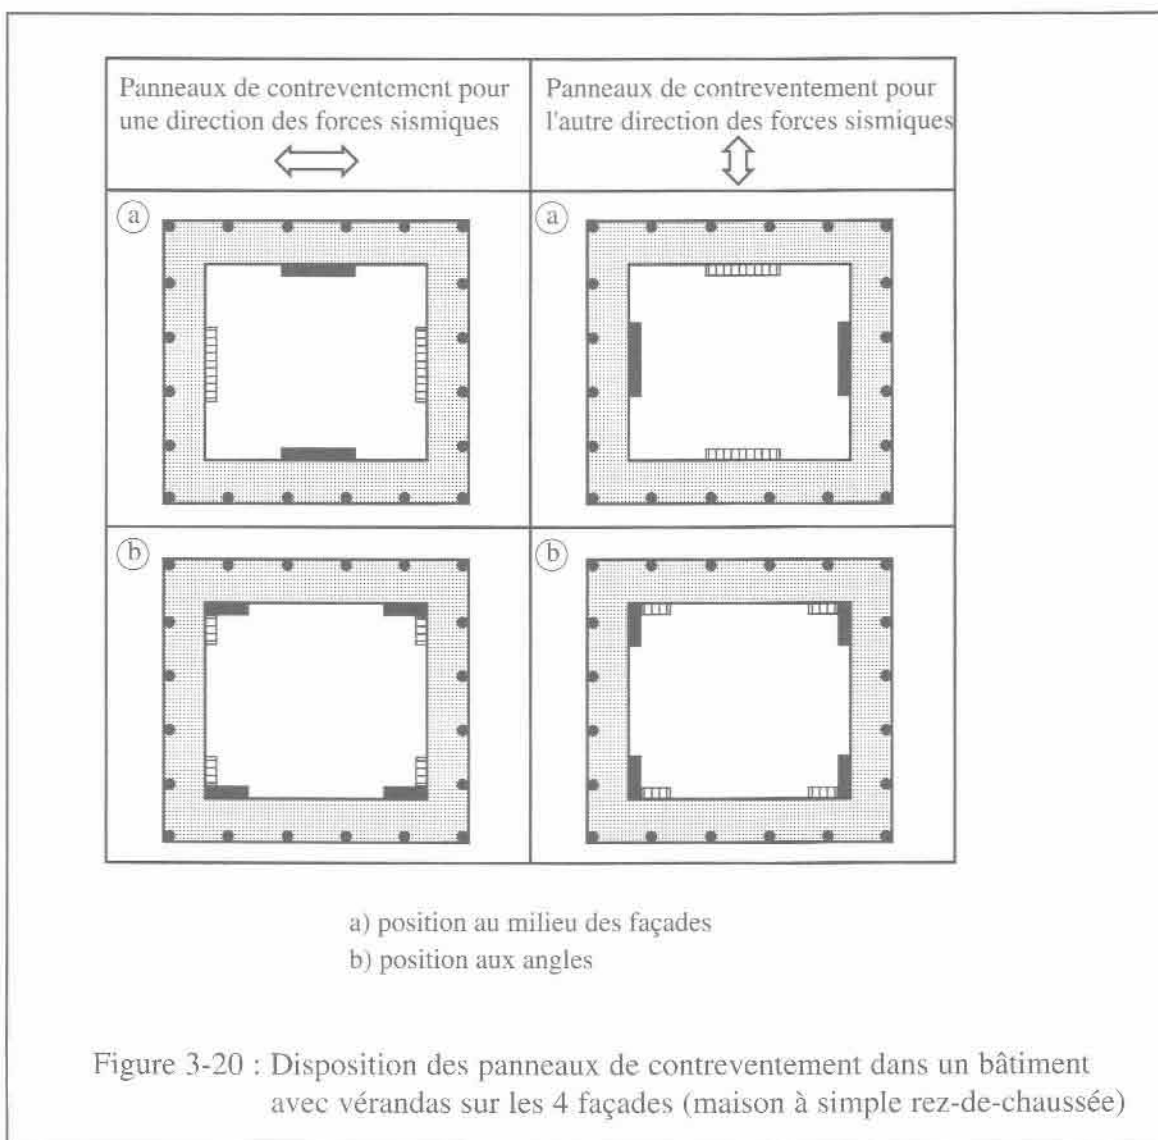 Panneaux de contreventement pour
une direction des forces sismiques
Panneaux de contreventement pour
l'autre direction des forces sismiques
a
a
b
b
a) position au milieu des façades
b) position aux angles
Figure 3-20 : Disposition des panneaux de contreventement dans un bâtiment
avec vérandas sur les 4 façades (maison à simple rez-de-chaussée)